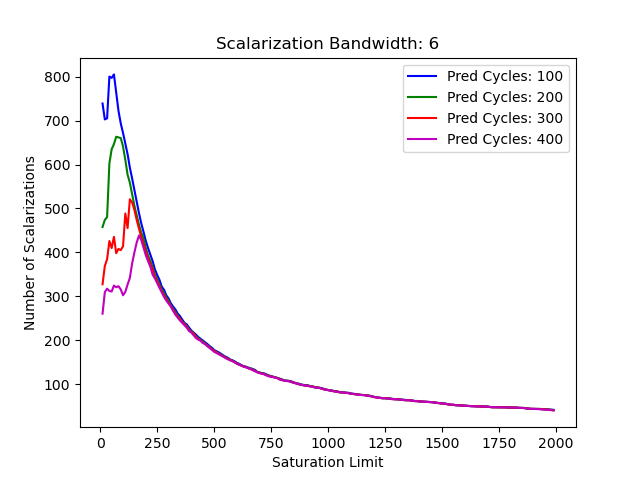 Scalarization Bandwidth: 6
Pred Cycles: 100
Pred Cycles: 200
Pred Cycles: 300
Pred Cycles: 400
Number of Scalarizations
800
700
600
500
400
300
200
100
0 250 500 750 1000 1250 1500 1750 2000
Saturation Limit